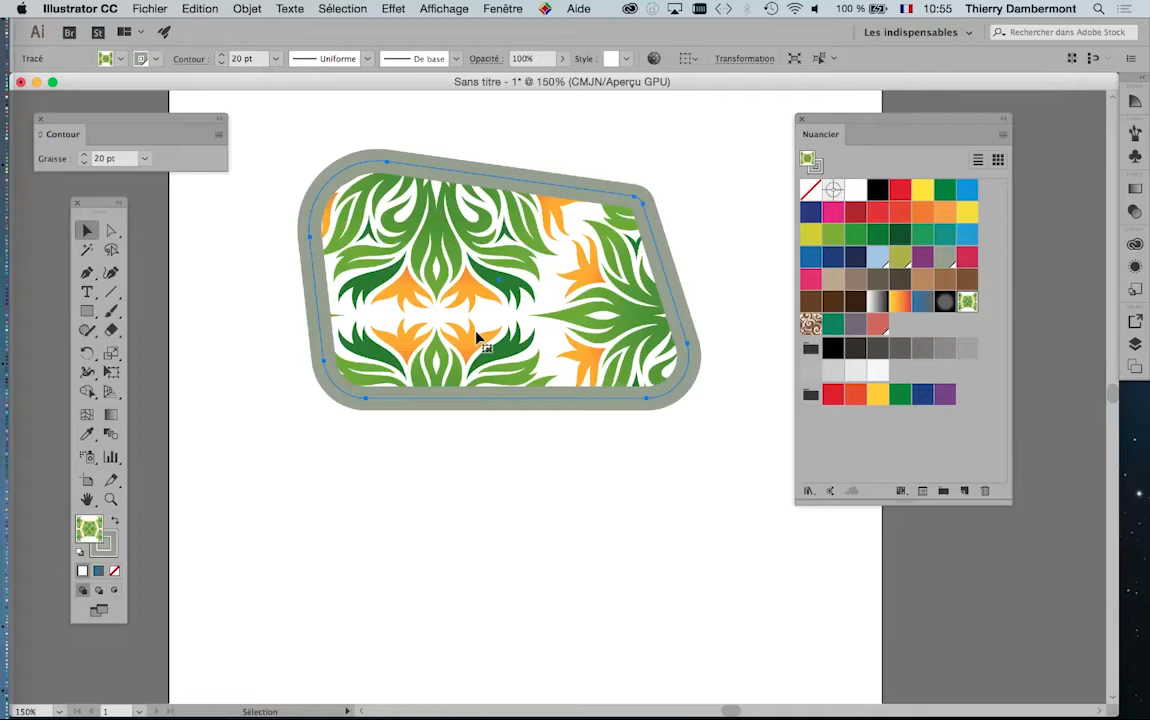 Illustrator CC Fichier Edition Objet Texte Sélection Effet Affichage Fenêtre Aide 100 % 10:55 Thierry Dambermont
Ai Br St Les indispensables Rechercher dans Adobe Stock
Tracé Contour : 20 pt Uniforme De base Opacité : 100% Style : Transformation
Sans titre - 1* @ 150% (CMJN/Aperçu GPU)
Contour
Graisse : 20 pt
Nuancier
T
150% 1 Sélection